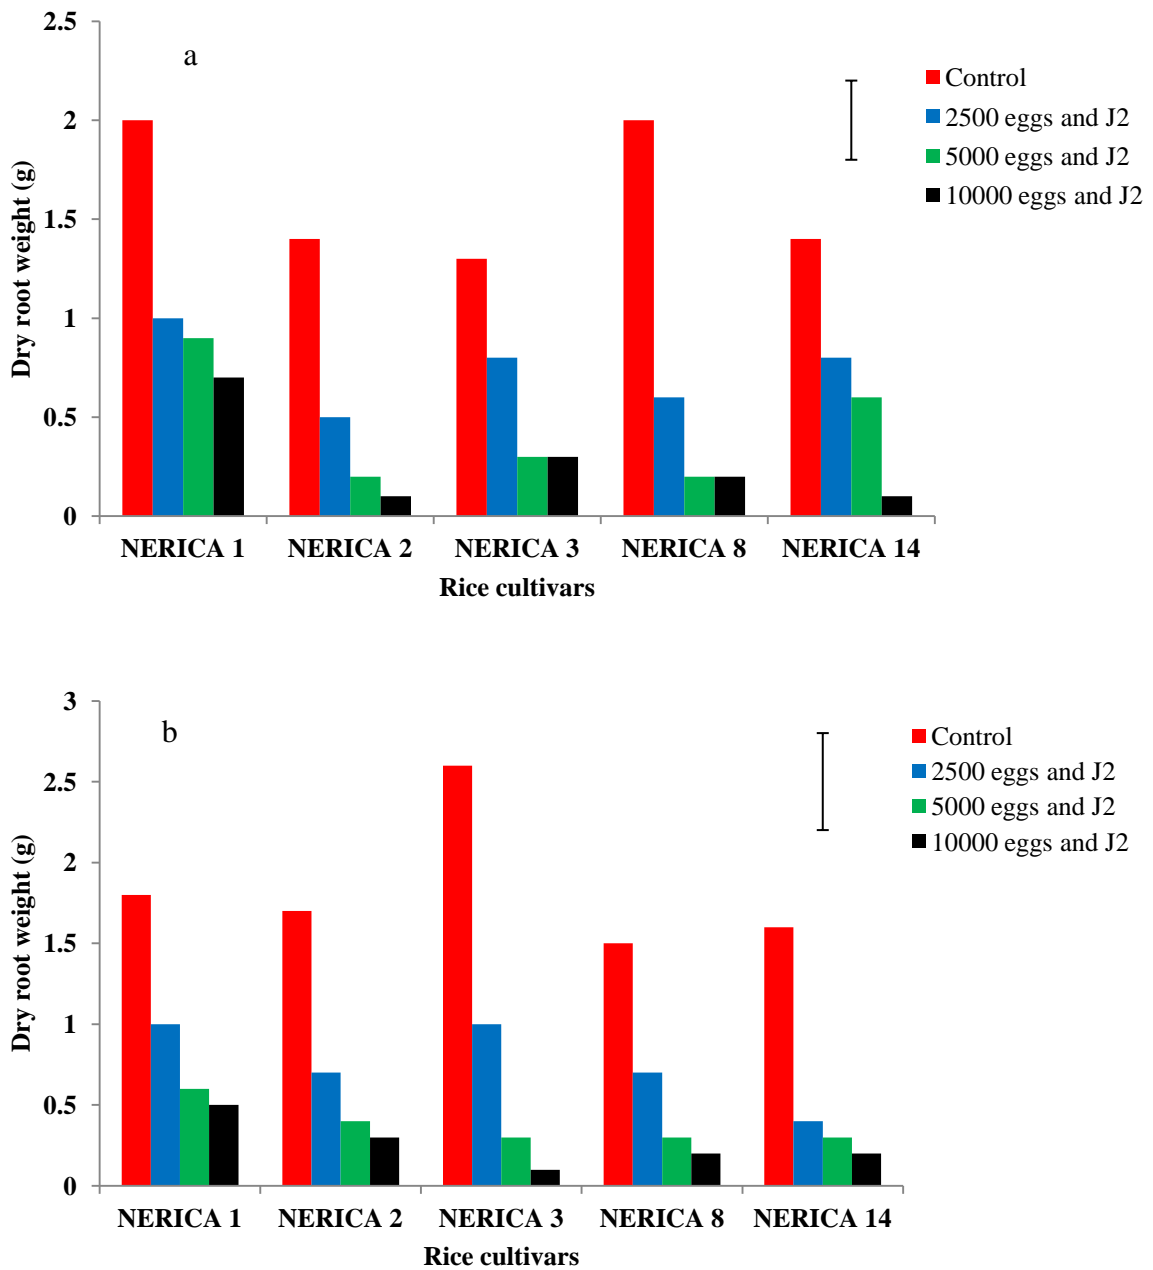 a
2.5
2
1.5
1
0.5
0
Dry root weight (g)
NERICA 1 NERICA 2 NERICA 3 NERICA 8 NERICA 14
Rice cultivars
Control
2500 eggs and J2
5000 eggs and J2
10000 eggs and J2
b
3
2.5
2
1.5
1
0.5
0
Dry root weight (g)
NERICA 1 NERICA 2 NERICA 3 NERICA 8 NERICA 14
Rice cultivars
Control
2500 eggs and J2
5000 eggs and J2
10000 eggs and J2